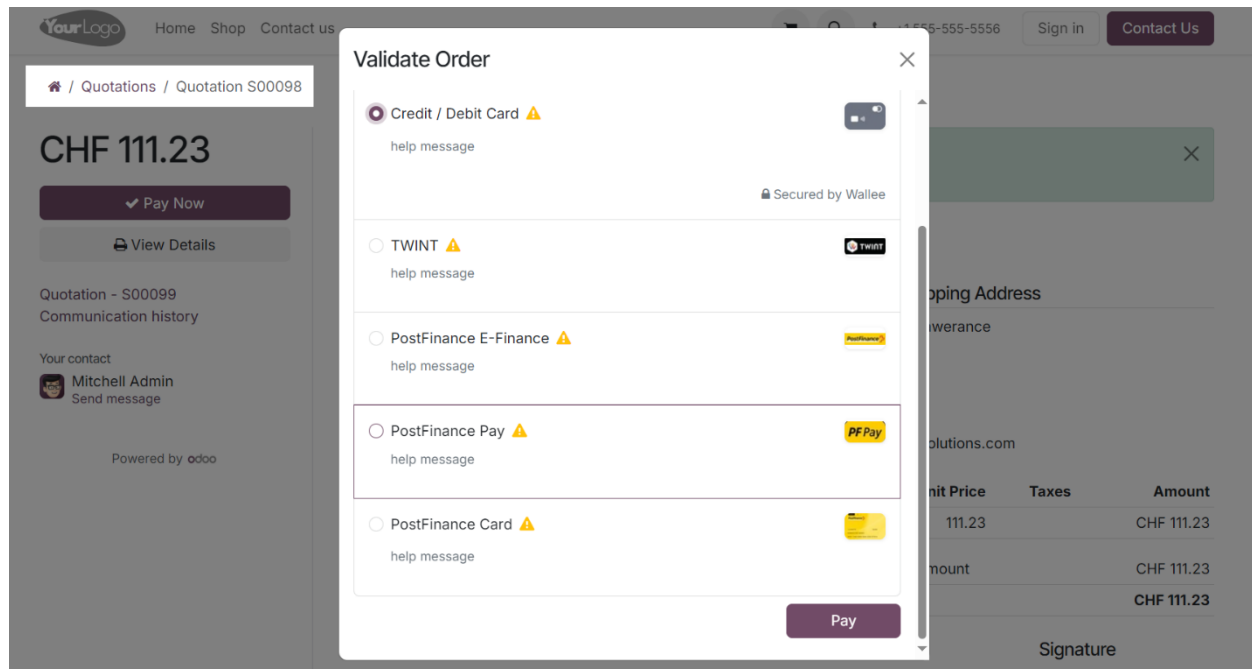 YourLogo Home Shop Contact us
+1 555-555-5556 Sign in Contact Us
Validate Order
/ Quotations / Quotation S00098
CHF 111.23
Pay Now
View Details
Quotation - S00099
Communication history
Your contact
Mitchell Admin
Send message
Powered by odoo
Credit / Debit Card
help message
Secured by Wallee
TWINT
TWINT
help message
PostFinance E-Finance
PostFinance
help message
PostFinance Pay
PF Pay
help message
PostFinance Card
help message
Pay
Address
olutions.com
Price Taxes Amount
111.23 CHF 111.23
CHF 111.23
CHF 111.23
Signature